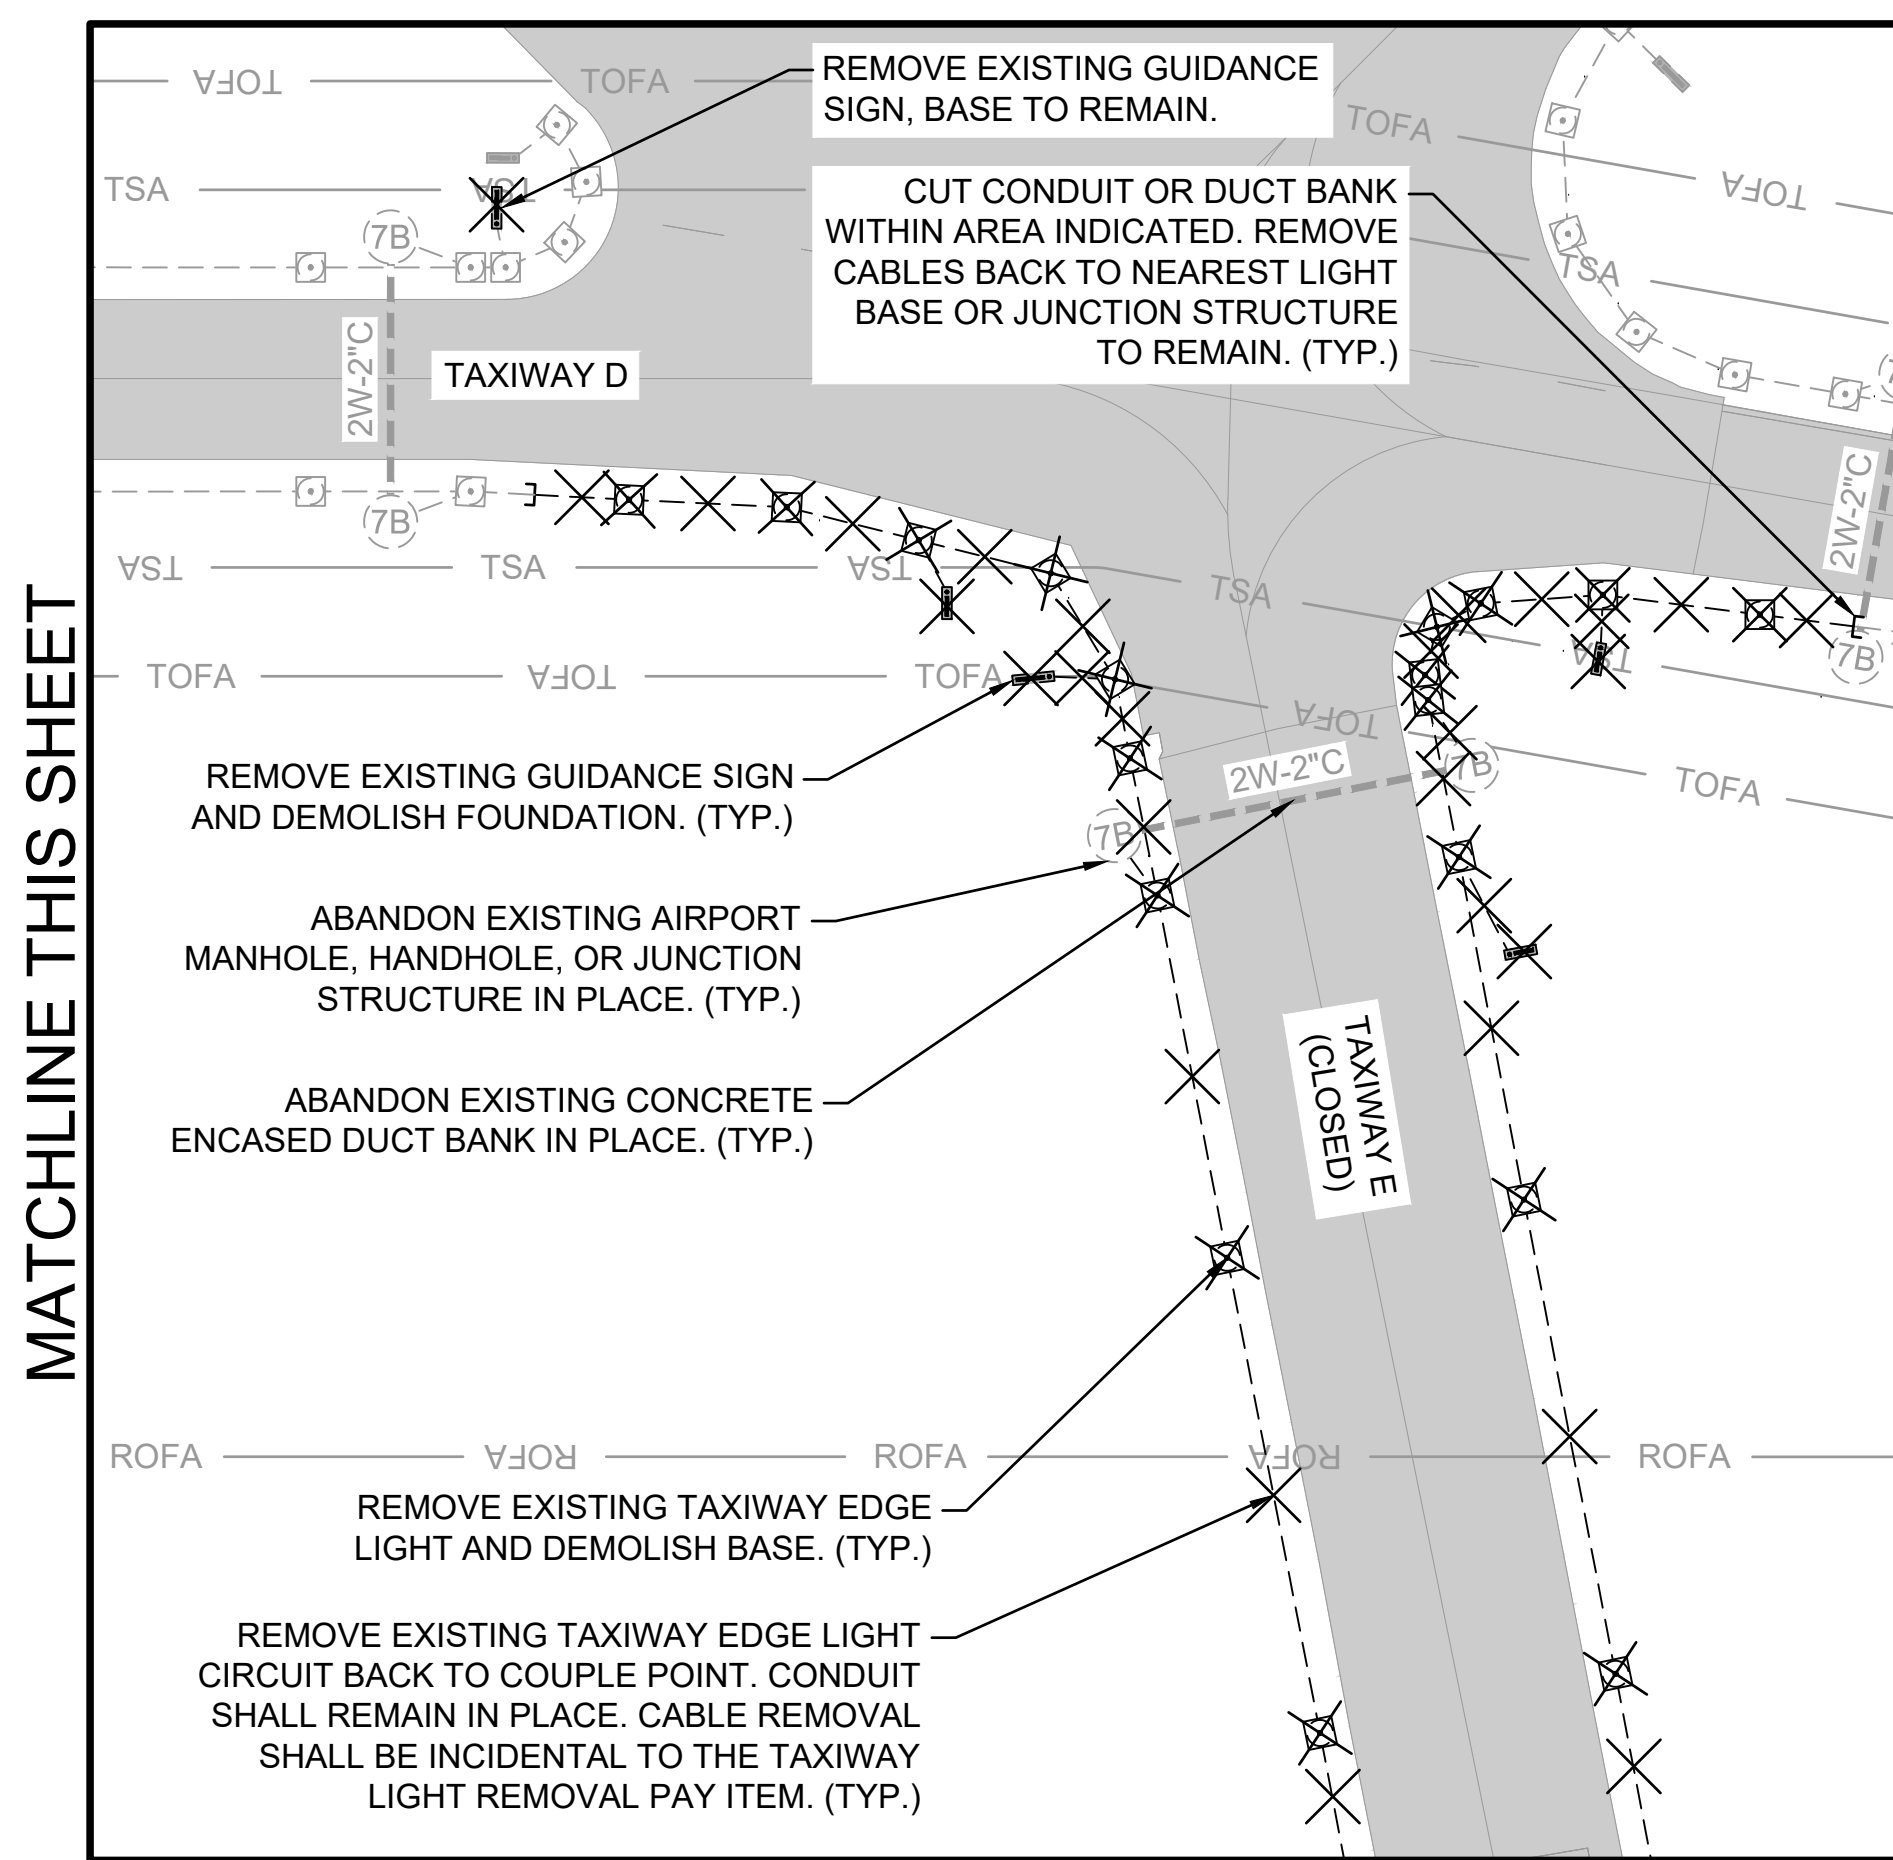 MATCHLINE THIS SHEET
TOFA
TOFA
REMOVE EXISTING GUIDANCE
SIGN, BASE TO REMAIN.
TOFA
TSA
TSA
TOFA
7B
CUT CONDUIT OR DUCT BANK
WITHIN AREA INDICATED. REMOVE
CABLES BACK TO NEAREST LIGHT
BASE OR JUNCTION STRUCTURE
TO REMAIN. (TYP.)
TSA
2W-2"C
TAXIWAY D
2W-2"C
7B
TSA
TSA
TSA
TSA
TSA
7B
TOFA
TOFA
TOFA
TOFA
TOFA
2W-2"C
7B
7B
REMOVE EXISTING GUIDANCE SIGN
AND DEMOLISH FOUNDATION. (TYP.)
ABANDON EXISTING AIRPORT
MANHOLE, HANDHOLE, OR JUNCTION
STRUCTURE IN PLACE. (TYP.)
ABANDON EXISTING CONCRETE
ENCASED DUCT BANK IN PLACE. (TYP.)
TAXIWAY E
(CLOSED)
ROFA
ROFA
ROFA
ROFA
ROFA
REMOVE EXISTING TAXIWAY EDGE
LIGHT AND DEMOLISH BASE. (TYP.)
REMOVE EXISTING TAXIWAY EDGE LIGHT
CIRCUIT BACK TO COUPLE POINT. CONDUIT
SHALL REMAIN IN PLACE. CABLE REMOVAL
SHALL BE INCIDENTAL TO THE TAXIWAY
LIGHT REMOVAL PAY ITEM. (TYP.)